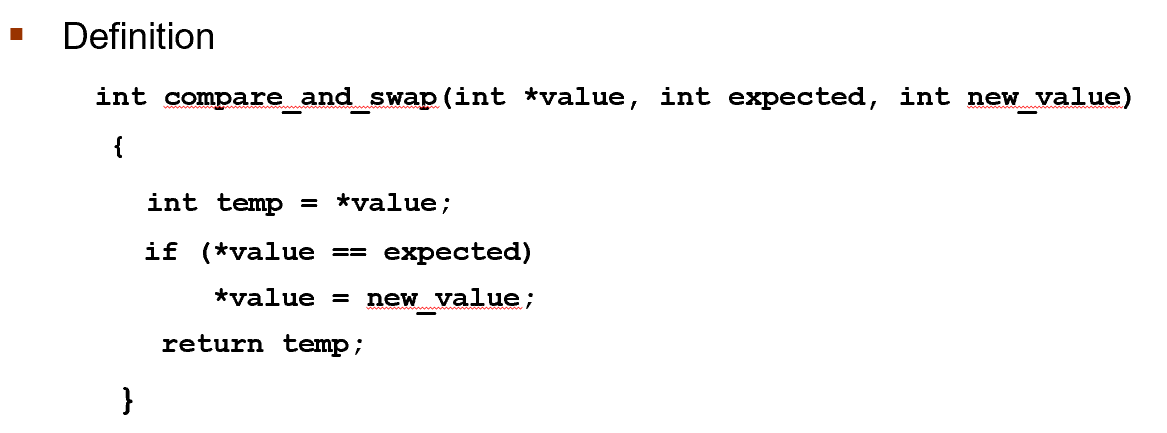 Definition
int compare_and_swap(int *value, int expected, int new_value)
{
int temp = *value;
if (*value == expected)
*value = new_value;
return temp;
}